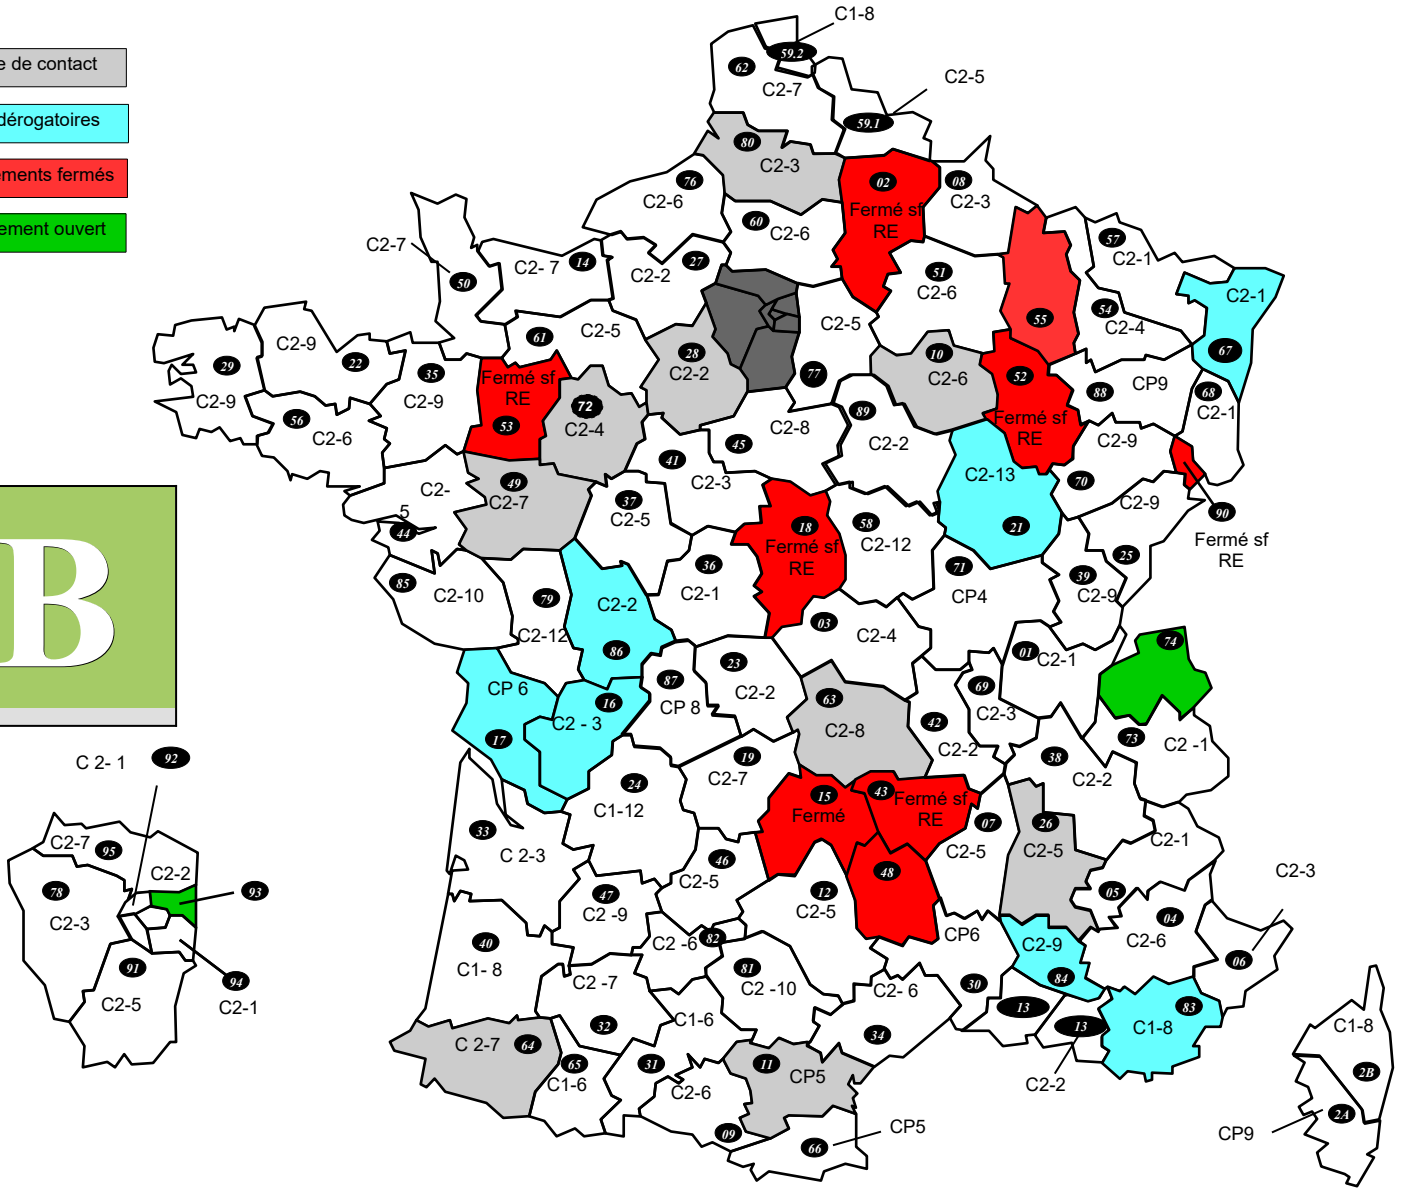 e de contact
dérogatoires
ements fermés
ement ouvert
B
C1-8
59.2
62
C2-7
C2-5
59.1
80
C2-3
76
C2-6
02
Fermé sf
RE
08
C2-3
60
C2-6
C2-7
50
C2- 7
14
C2-2
27
51
C2-6
55
57
C2-1
54
C2-4
C2-1
67
61
C2-5
C2-5
77
28
C2-2
10
C2-6
52
Fermé sf
RE
88
CP9
68
C2-1
29
C2-9
C2-9
22
35
C2-9
56
C2-6
Fermé sf
RE
53
72
C2-4
45
C2-8
89
C2-2
C2-9
70
90
Fermé sf
RE
C2-
5
44
49
C2-7
41
C2-3
37
C2-5
18
Fermé sf
RE
58
C2-12
C2-13
21
C2-9
25
39
C2-9
85
C2-10
79
C2-12
C2-2
86
36
C2-1
71
CP4
03
C2-4
01
C2-1
74
CP 6
17
16
C2 - 3
87
CP 8
23
C2-2
63
C2-8
42
C2-2
69
C2-3
73
C2 -1
38
C2-2
33
C 2-3
24
C1-12
19
C2-7
15
Fermé
43
Fermé sf
RE
07
C2-5
26
C2-5
C2-1
05
46
C2-5
47
C2 -9
12
C2-5
48
CP6
30
C2-9
84
04
C2-6
06
C2-3
40
C1- 8
C2 -6
82
C2 -7
32
81
C2 -10
C2- 6
34
13
13
C2-2
83
C1-8
C 2-7
64
65
C1-6
31
C1-6
C2-6
09
11
CP5
66
CP5
C1-8
2B
2A
CP9
C 2- 1
92
C2-7
95
C2-2
93
78
C2-3
91
C2-5
94
C2-1